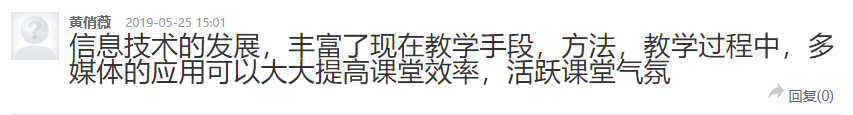 黄俏薇 2019-05-25 15:01
信息技术的发展，丰富了现在教学手段，方法，教学过程中，多
媒体的应用可以大大提高课堂效率，活跃课堂气氛
回复(0)